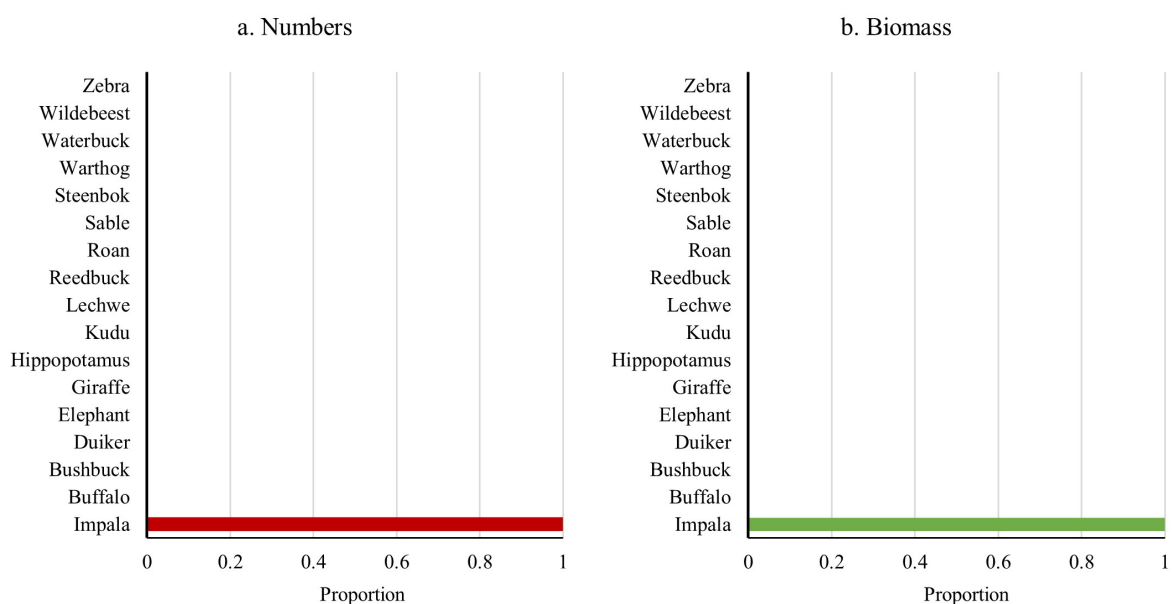 a. Numbers
Zebra
Wildebeest
Waterbuck
Warthog
Steenbok
Sable
Roan
Reedbuck
Lechwe
Kudu
Hippopotamus
Giraffe
Elephant
Duiker
Bushbuck
Buffalo
Impala
0 0.2 0.4 0.6 0.8 1
Proportion
b. Biomass
Zebra
Wildebeest
Waterbuck
Warthog
Steenbok
Sable
Roan
Reedbuck
Lechwe
Kudu
Hippopotamus
Giraffe
Elephant
Duiker
Bushbuck
Buffalo
Impala
0 0.2 0.4 0.6 0.8 1
Proportion